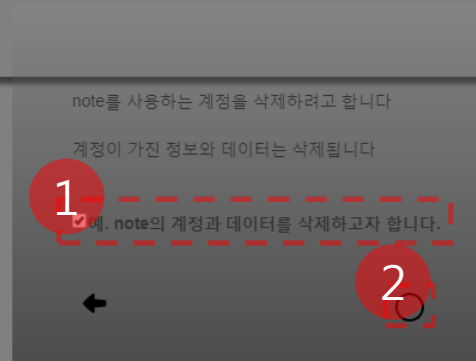 note를 사용하는 계정을 삭제하려고 합니다
계정이 가진 정보와 데이터는 삭제됩니다
1
예. note의 계정과 데이터를 삭제하고자 합니다.
2